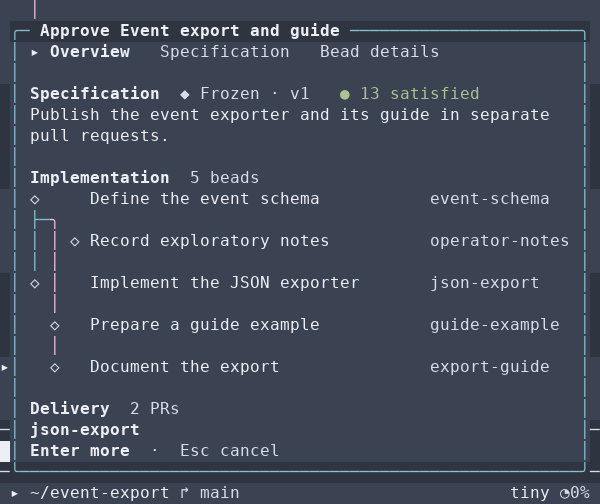 Approve Event export and guide
▸ Overview   Specification   Bead details
Specification  ◆ Frozen · v1   ● 13 satisfied
Publish the event exporter and its guide in separate
pull requests.
Implementation  5 beads
◇ Define the event schema   event-schema
◇ Record exploratory notes   operator-notes
◇ Implement the JSON exporter   json-export
◇ Prepare a guide example   guide-example
◇ Document the export   export-guide
Delivery  2 PRs
json-export
Enter more  ·  Esc cancel
▸ ~/event-export ↱ main   tiny ◔0%